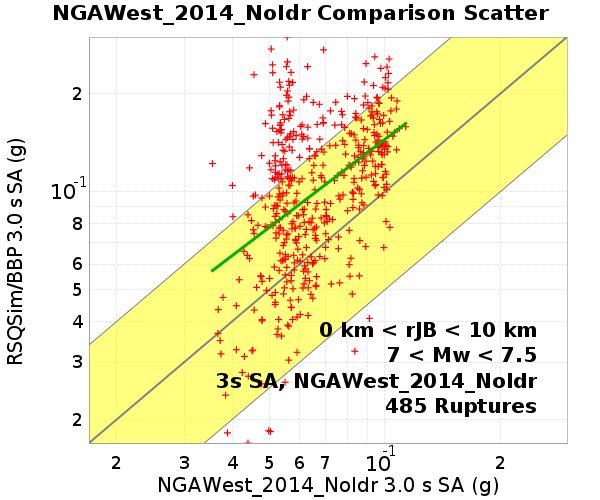 NGAWest_2014_NoIdr Comparison Scatter
RSQSim/BBP 3.0 s SA (g)
2
10-1
8
6
5
4
3
2
0 km < rJB < 10 km
7 < Mw < 7.5
3s SA, NGAWest_2014_NoIdr
485 Ruptures
2 3 4 5 6 7 10-1 2
NGAWest_2014_NoIdr 3.0 s SA (g)